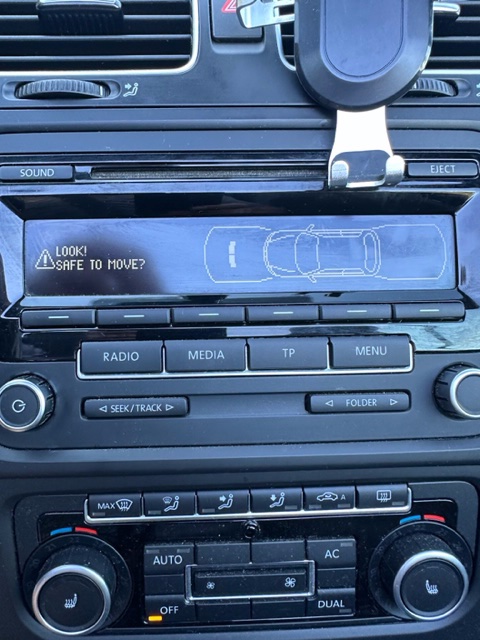 SOUND
EJECT
LOOK!
SAFE TO MOVE?
RADIO
MEDIA
TP
MENU
SEEK/TRACK
FOLDER
MAX
A
AUTO
AC
OFF
DUAL